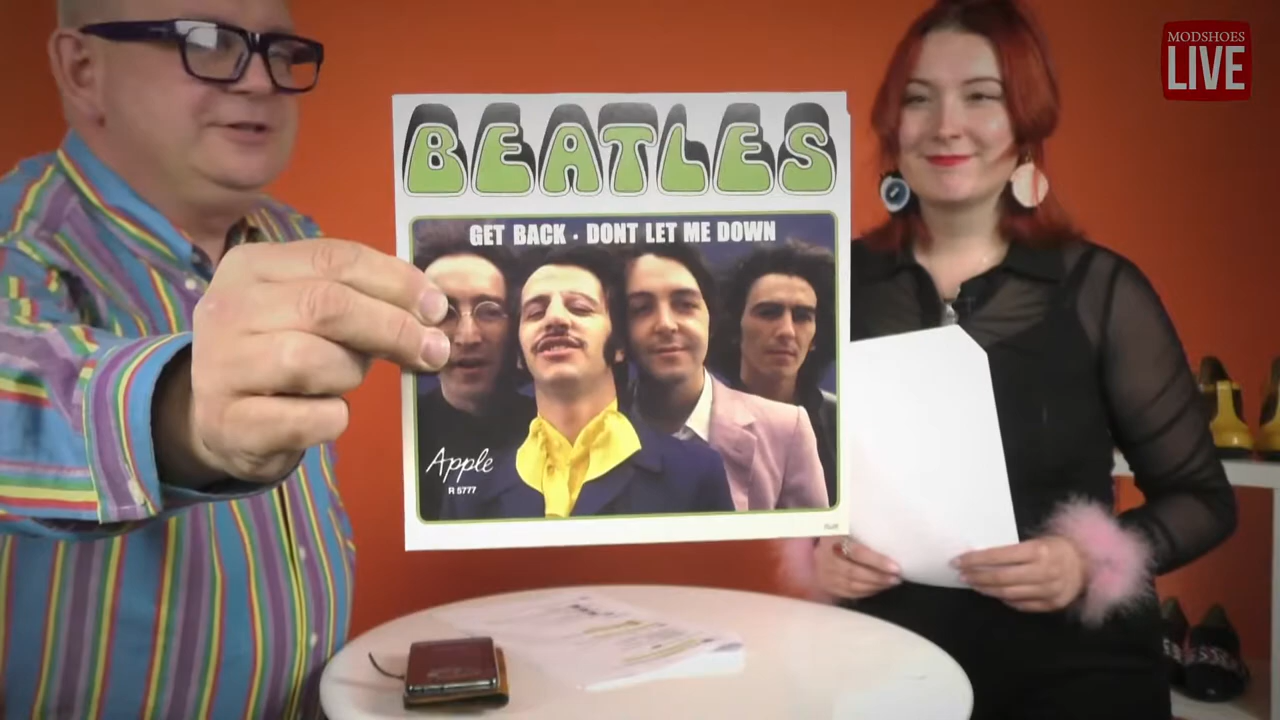 MODSHOES
LIVE
BEATLES
GET BACK · DONT LET ME DOWN
Apple
R 5777